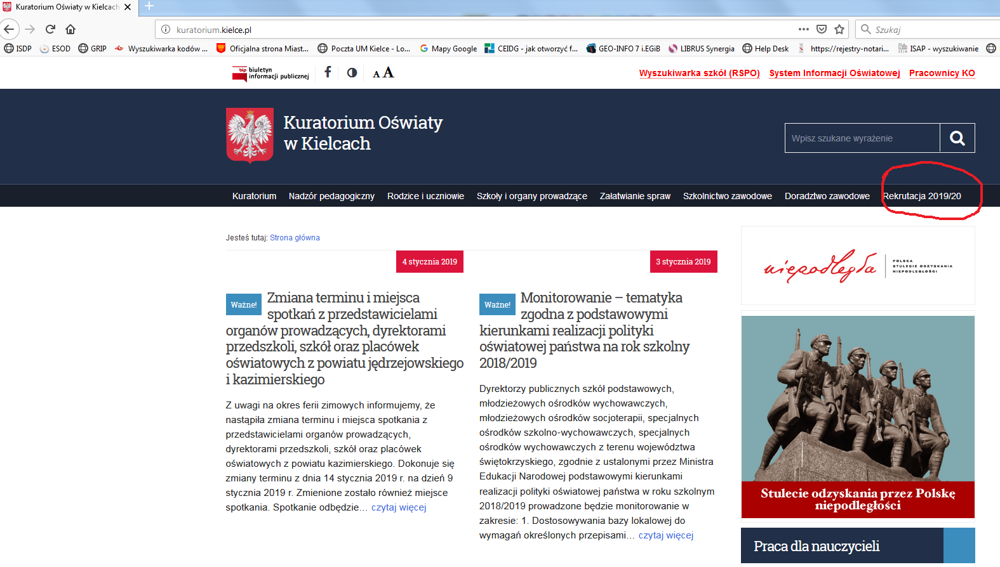 Kuratorium Oświaty w Kielcach
kuratorium.kielce.pl
Szukaj
ISDP ESOD GRIP Wyszukiwarka kodów ... Oficjalna strona Miast... Poczta UM Kielce - Lo... Mapy Google CEIDG - jak otworzyć f... GEO-INFO 7 i.EGiB LIBRUS Synergia Help Desk https://rejestry-notari... ISAP - wyszukiwanie
bip biuletyn
informacji publicznej
A A
Wyszukiwarka szkół (RSPO) System Informacji Oświatowej Pracownicy KO
Kuratorium Oświaty
w Kielcach
Wpisz szukane wyrażenie
Kuratorium Nadzór pedagogiczny Rodzice i uczniowie Szkoły i organy prowadzące Załatwianie spraw Szkolnictwo zawodowe Doradztwo zawodowe Rekrutacja 2019/20
Jesteś tutaj: Strona główna
4 stycznia 2019
Ważne! Zmiana terminu i miejsca
spotkań z przedstawicielami
organów prowadzących, dyrektorami
przedszkoli, szkół oraz placówek
oświatowych z powiatu jędrzejowskiego
i kazimierskiego
Z uwagi na okres ferii zimowych informujemy, że
nastąpiła zmiana terminu i miejsca spotkania z
przedstawicielami organów prowadzących,
dyrektorami przedszkoli, szkół oraz placówek
oświatowych z powiatu kazimierskiego. Dokonuje się
zmiany terminu z dnia 14 stycznia 2019 r. na dzień 9
stycznia 2019 r. Zmienione zostało również miejsce
spotkania. Spotkanie odbędzie... czytaj więcej
3 stycznia 2019
Ważne! Monitorowanie – tematyka
zgodna z podstawowymi
kierunkami realizacji polityki
oświatowej państwa na rok szkolny
2018/2019
Dyrektorzy publicznych szkół podstawowych,
młodzieżowych ośrodków wychowawczych,
młodzieżowych ośrodków socjoterapii, specjalnych
ośrodków szkolno-wychowawczych, specjalnych
ośrodków wychowawczych z terenu województwa
świętokrzyskiego, zgodnie z ustalonymi przez Ministra
Edukacji Narodowej podstawowymi kierunkami
realizacji polityki oświatowej państwa w roku szkolnym
2018/2019 prowadzone będzie monitorowanie w
zakresie: 1. Dostosowywania bazy lokalowej do
wymagań określonych przepisami... czytaj więcej
niepodległa
POLSKA
STULECIE ODZYSKANIA
NIEPODLEGŁOŚCI
Stulecie odzyskania przez Polskę
niepodległości
Praca dla nauczycieli